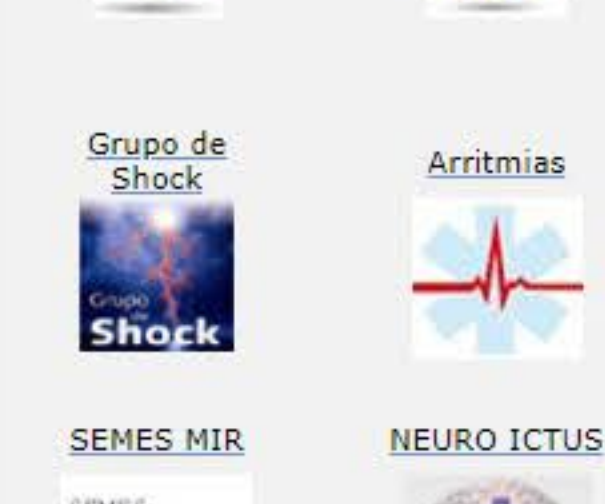 Grupo de
Shock
Arritmias
Grupo
de
Shock
SEMES MIR
NEURO ICTUS